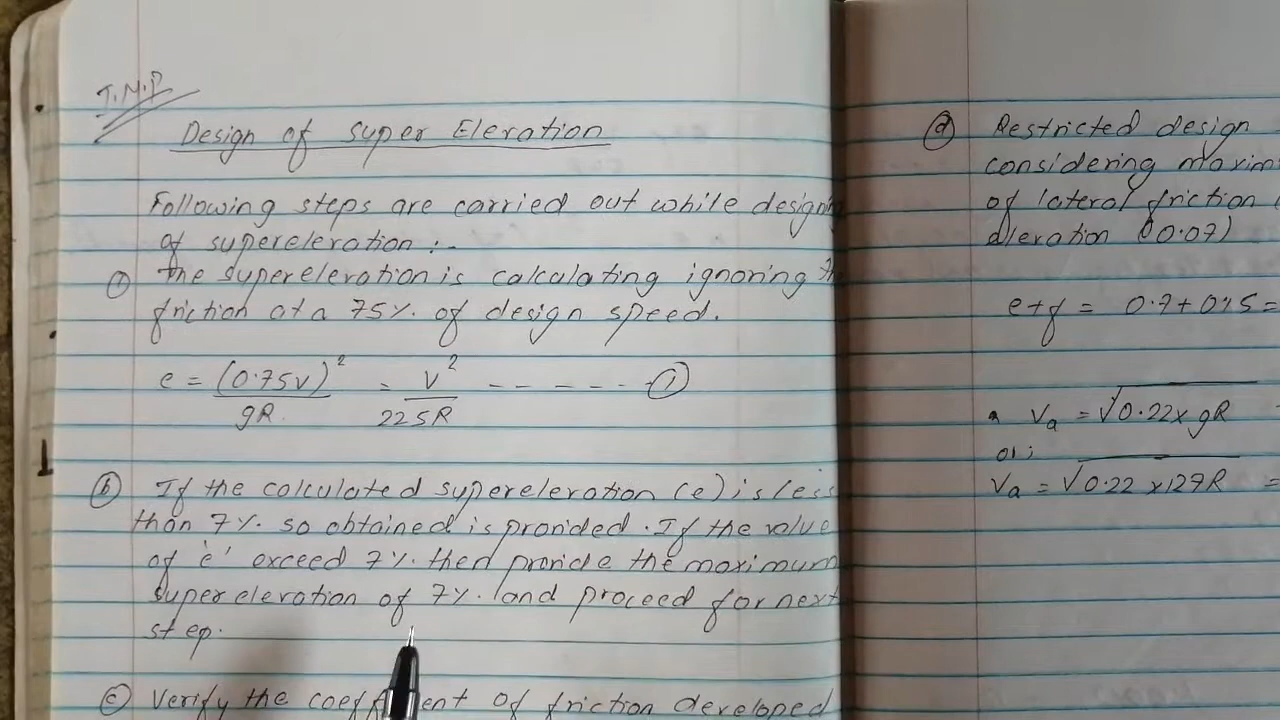 I.M.P
Design of Super Elevation
Following steps are carried out while designing
of superelevation :-
ⓐ the superelevation is calculating ignoring the
friction at a 75%. of design speed.
e = (0.75v)² / gR = V² / 225R ------ ①
ⓑ If the calculated superelevation (e) is less
than 7%. so obtained is provided. If the value
of 'e' exceed 7%. then provide the maximum
superelevation of 7%. and proceed for next
step.
ⓒ Verify the coefficient of friction developed
ⓓ Restricted design
considering maxim
of lateral friction
elevation (0.07)
e+f = 0.7+0.15 =
Va = √0.22 x gR =
or;
Va = √0.22 x 127R =